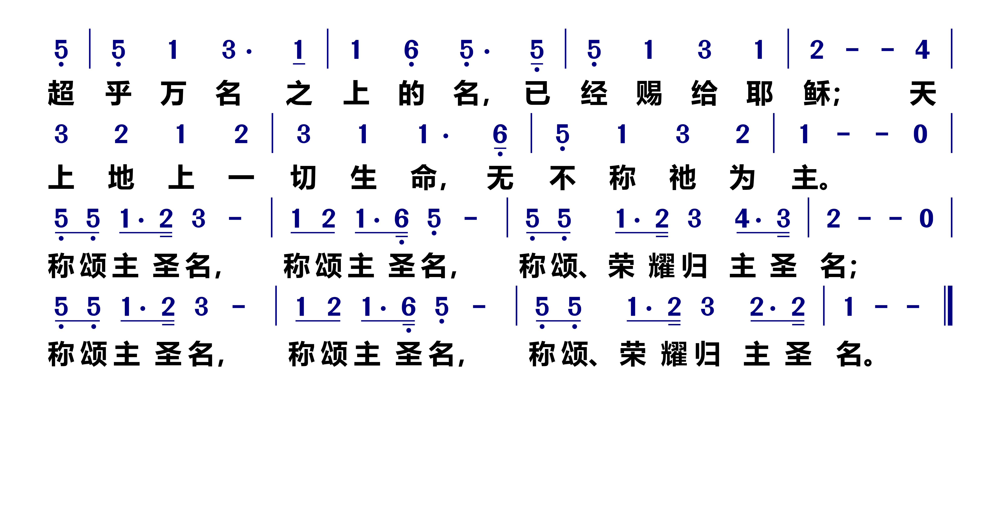 5 | 5 1 3 · 1 | 1 6 5 · 5 | 5 1 3 1 | 2 - - 4 |
超 乎 万 名 之 上 的 名, 已 经 赐 给 耶 稣; 天
3 2 1 2 | 3 1 1 · 6 | 5 1 3 2 | 1 - - 0 |
上 地 上 一 切 生 命, 无 不 称 祂 为 主。
5 5 1 · 2 3 - | 1 2 1 · 6 5 - | 5 5 1 · 2 3 4 · 3 | 2 - - 0 |
称 颂 主 圣 名, 称 颂 主 圣 名, 称 颂、 荣 耀 归 主 圣 名;
5 5 1 · 2 3 - | 1 2 1 · 6 5 - | 5 5 1 · 2 3 2 · 2 | 1 - - ‖
称 颂 主 圣 名, 称 颂 主 圣 名, 称 颂、 荣 耀 归 主 圣 名。